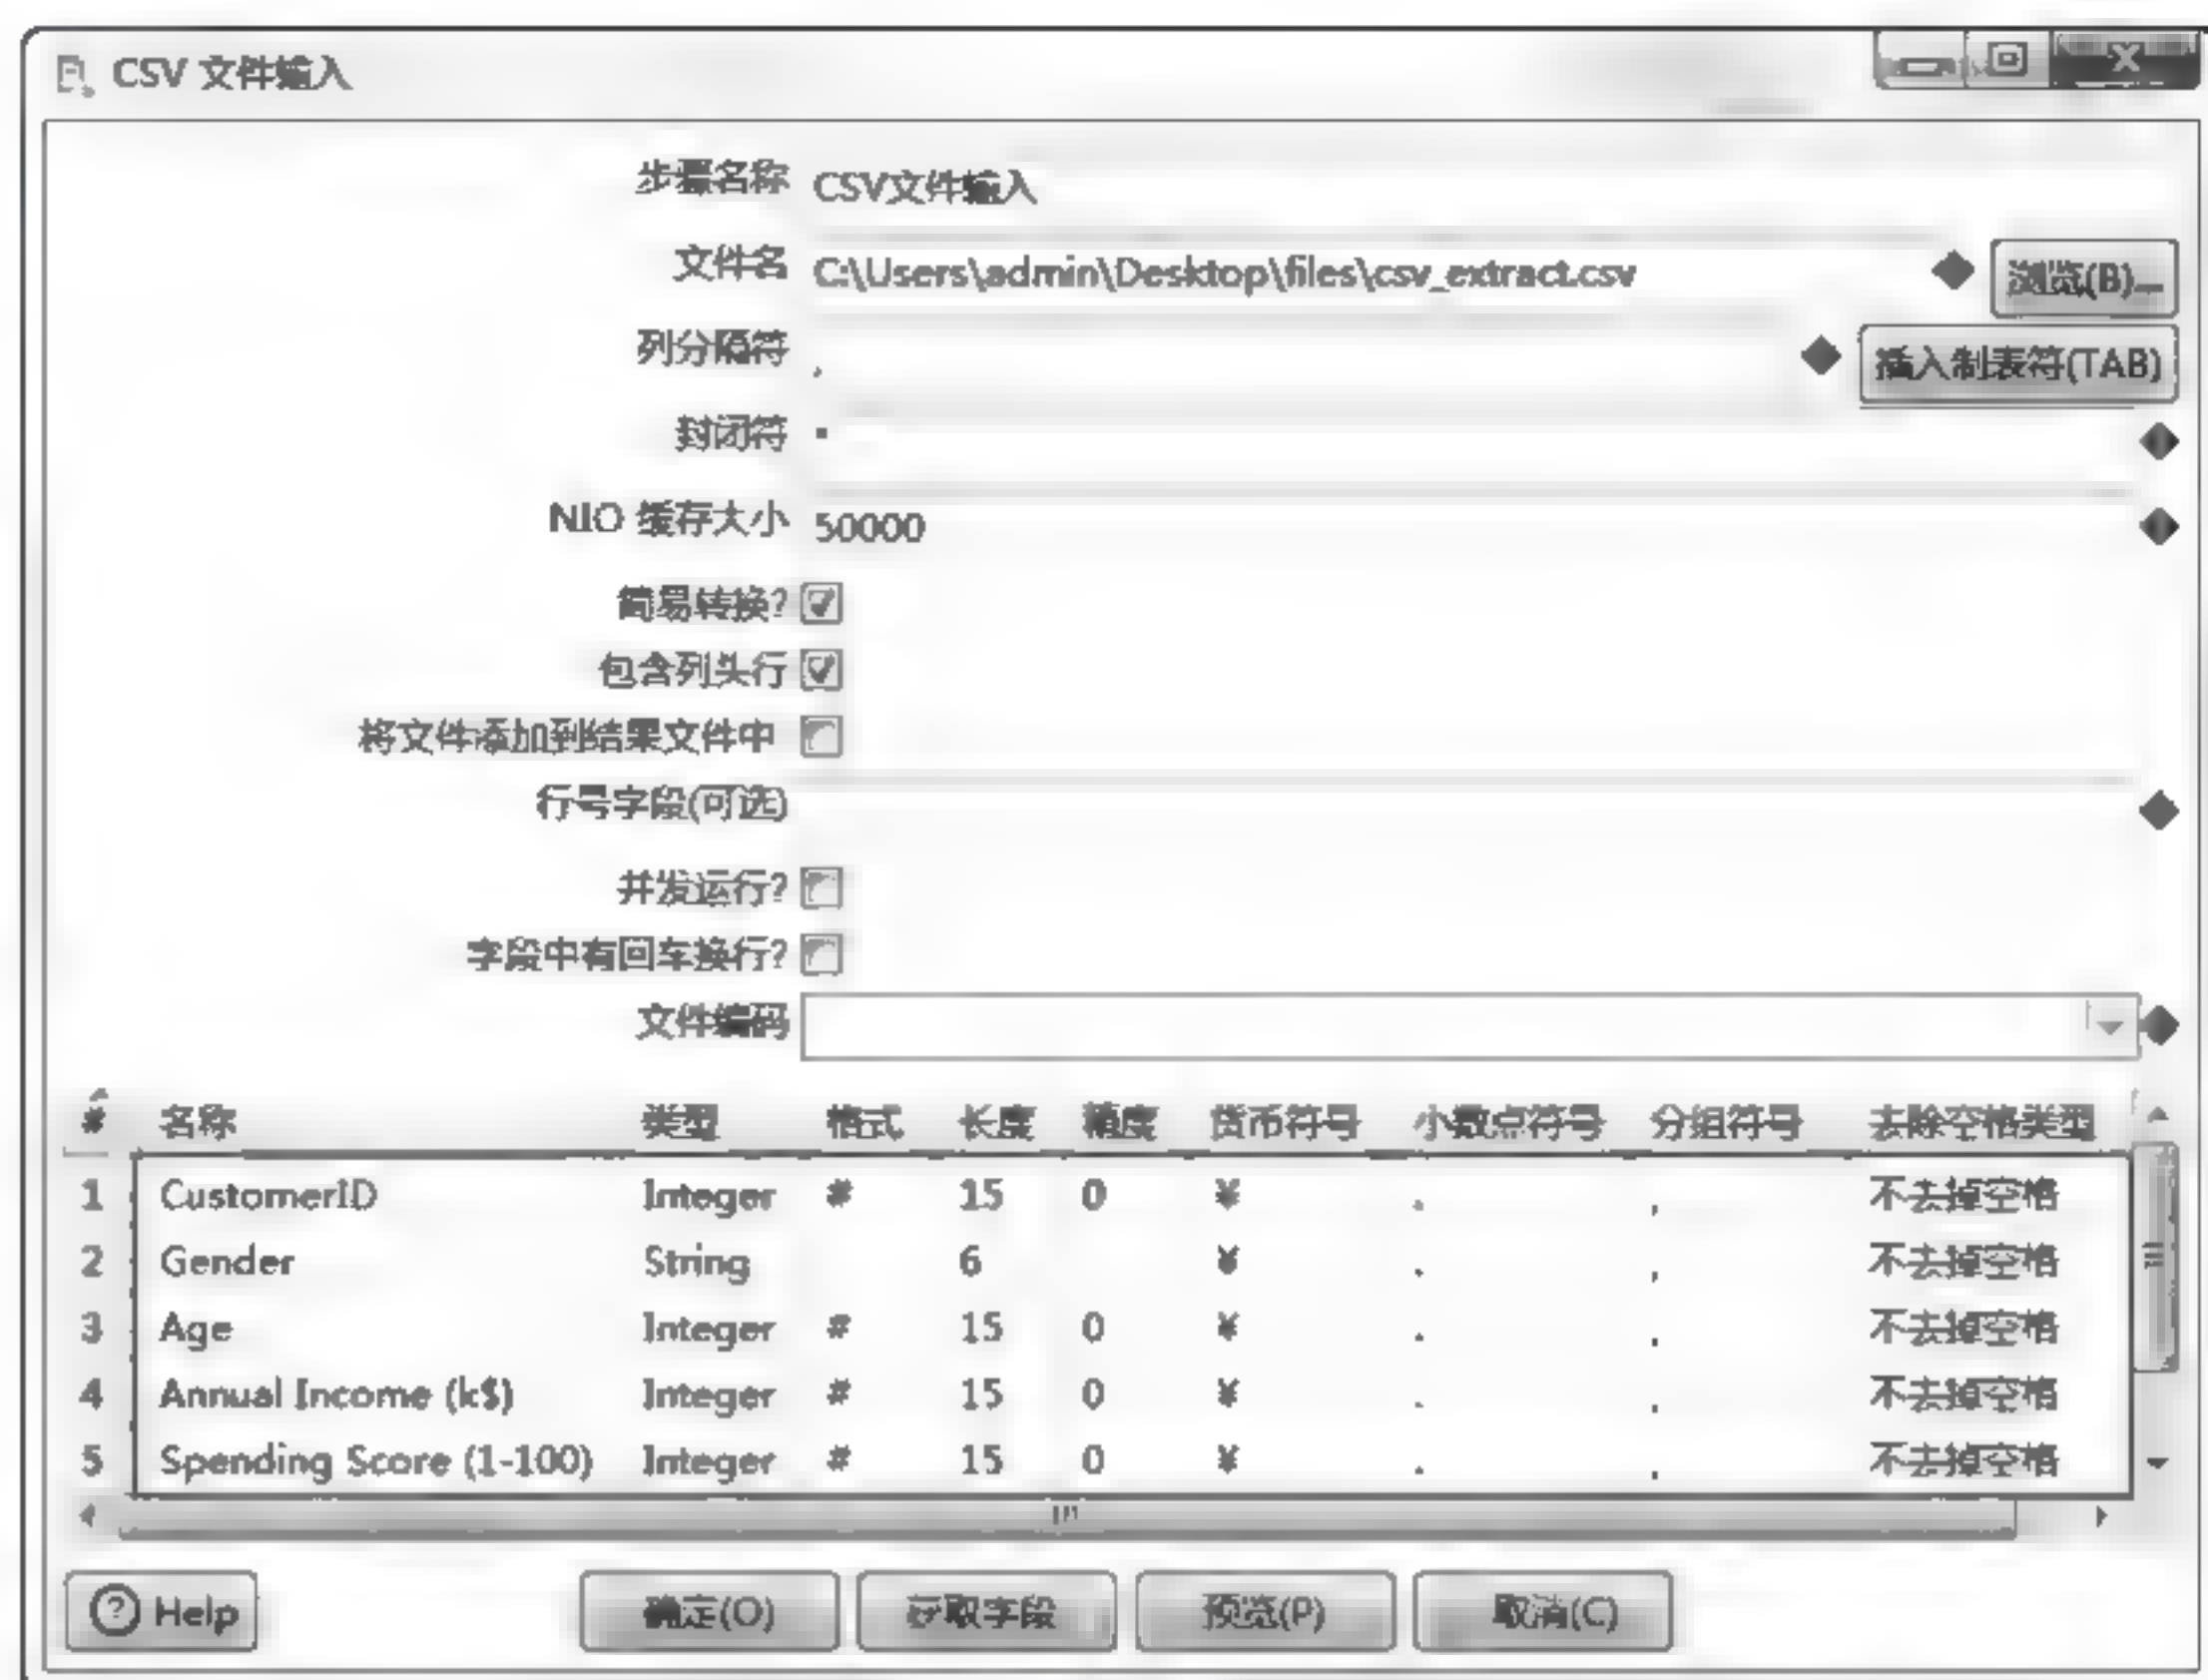 CSV 文件输入
步骤名称 CSV文件输入
文件名 C:\Users\admin\Desktop\files\csv_extract.csv 浏览(B)...
列分隔符 , 插入制表符(TAB)
封闭符 "
NIO 缓存大小 50000
简易转换?
包含列头行
将文件添加到结果文件中
行号字段(可选)
并发运行?
字段中有回车换行?
文件编码
# 名称 类型 格式 长度 精度 货币符号 小数点符号 分组符号 去除空格类型
1 CustomerID Integer # 15 0 ¥ . , 不去掉空格
2 Gender String 6 ¥ . , 不去掉空格
3 Age Integer # 15 0 ¥ . , 不去掉空格
4 Annual Income (k$) Integer # 15 0 ¥ . , 不去掉空格
5 Spending Score (1-100) Integer # 15 0 ¥ . , 不去掉空格
Help 确定(O) 获取字段 预览(P) 取消(C)